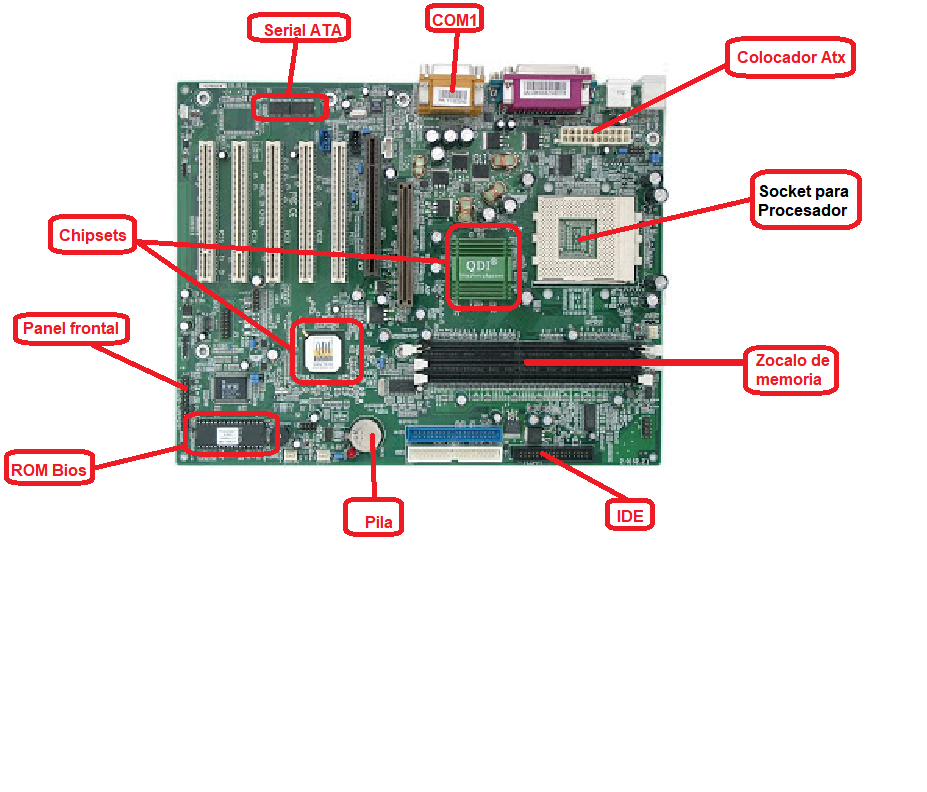 Serial ATA
COM1
Colocador Atx
Socket para
Procesador
Chipsets
QDI®
Panel frontal
Zocalo de
memoria
ROM Bios
Pila
IDE